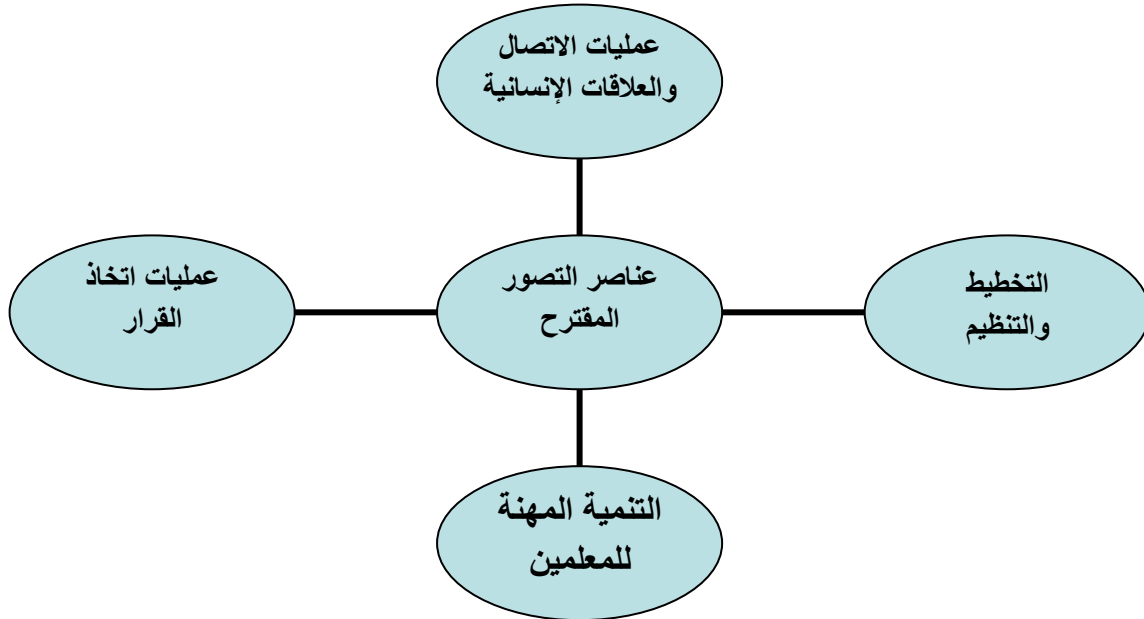 عمليات الاتصال
والعلاقات الإنسانية
التخطيط
والتنظيم
عناصر التصور
المقترح
عمليات اتخاذ
القرار
التنمية المهنة
للمعلمين